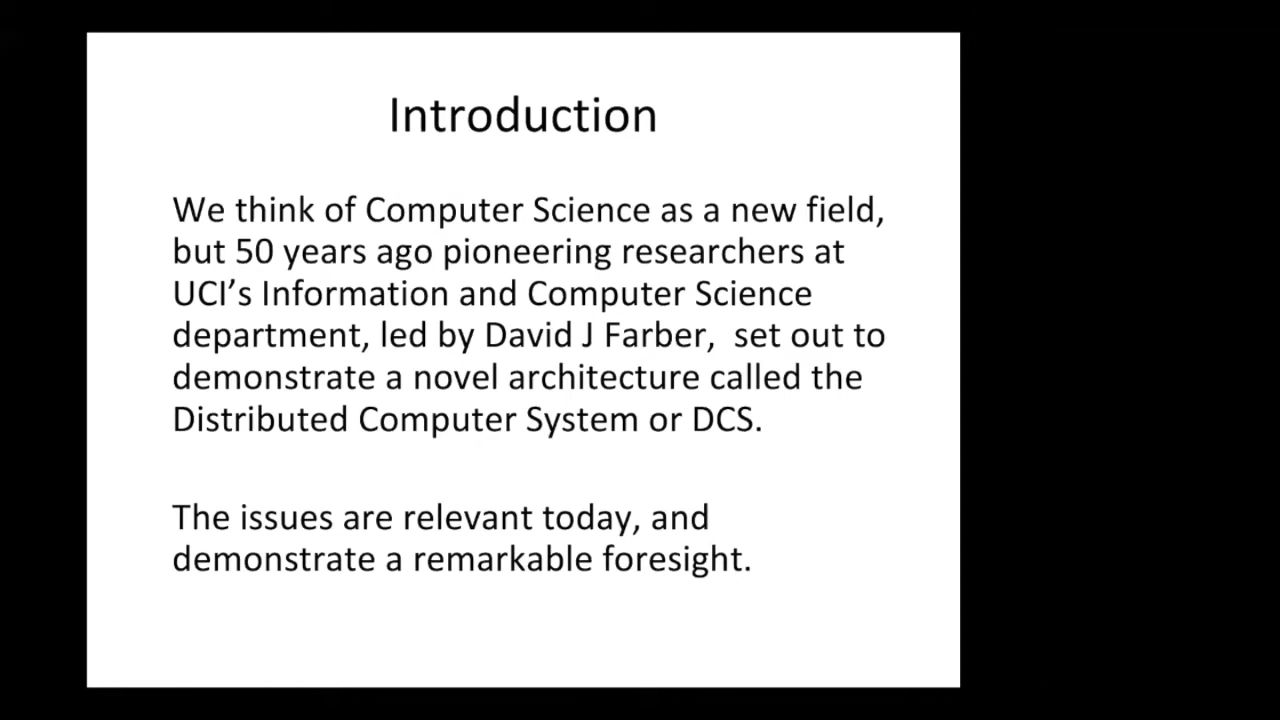 Introduction
We think of Computer Science as a new field,
but 50 years ago pioneering researchers at
UCI’s Information and Computer Science
department, led by David J Farber,  set out to
demonstrate a novel architecture called the
Distributed Computer System or DCS.
The issues are relevant today, and
demonstrate a remarkable foresight.